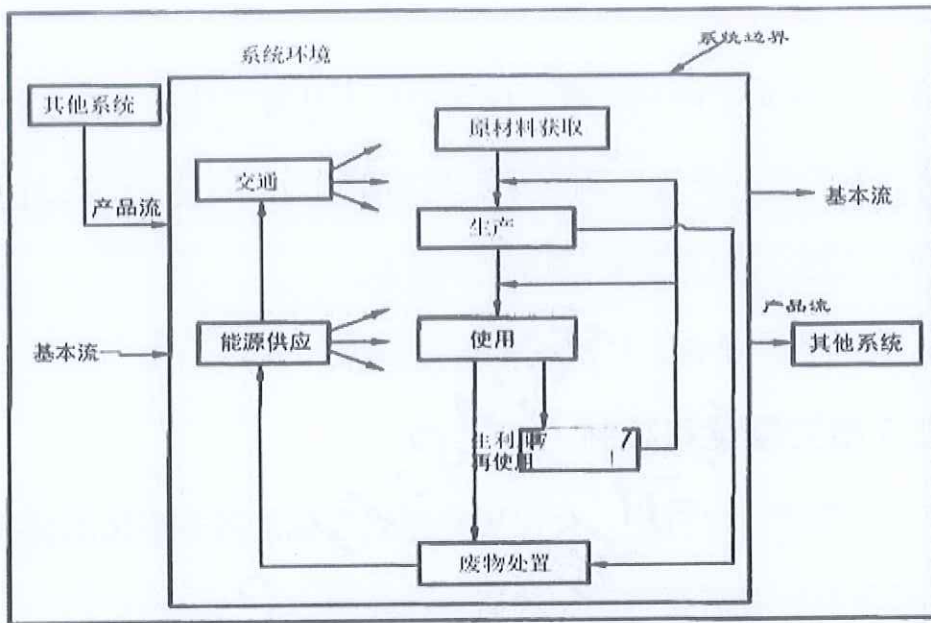 系统环境
系统边界
其他系统
原材料获取
交通
产品流
生产
基本流
产品流
基本流
能源供应
使用
其他系统
生利
再使用
废物处置